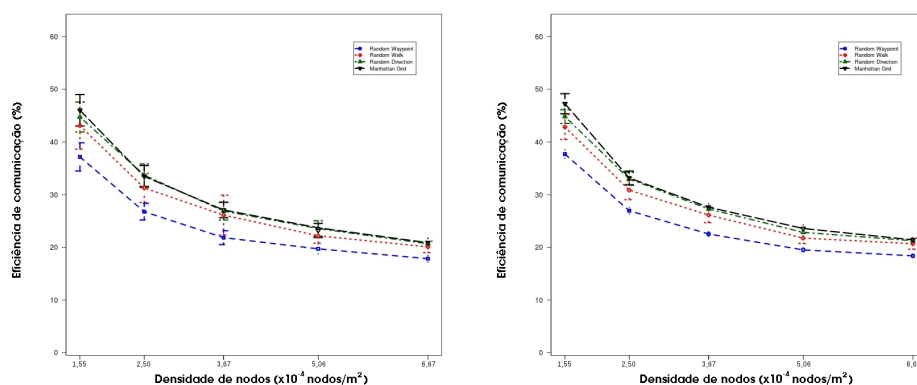 60
50
40
30
20
10
0
Eficiência de comunicação (%)
Random Waypoint
Random Walk
Random Direction
Manhattan Grid
1,55 2,50 3,67 5,06 6,67
Densidade de nodos (x10⁻⁴ nodos/m²)
60
50
40
30
20
10
0
Eficiência de comunicação (%)
Random Waypoint
Random Walk
Random Direction
Manhattan Grid
1,55 2,50 3,67 5,06 6,67
Densidade de nodos (x10⁻⁴ nodos/m²)